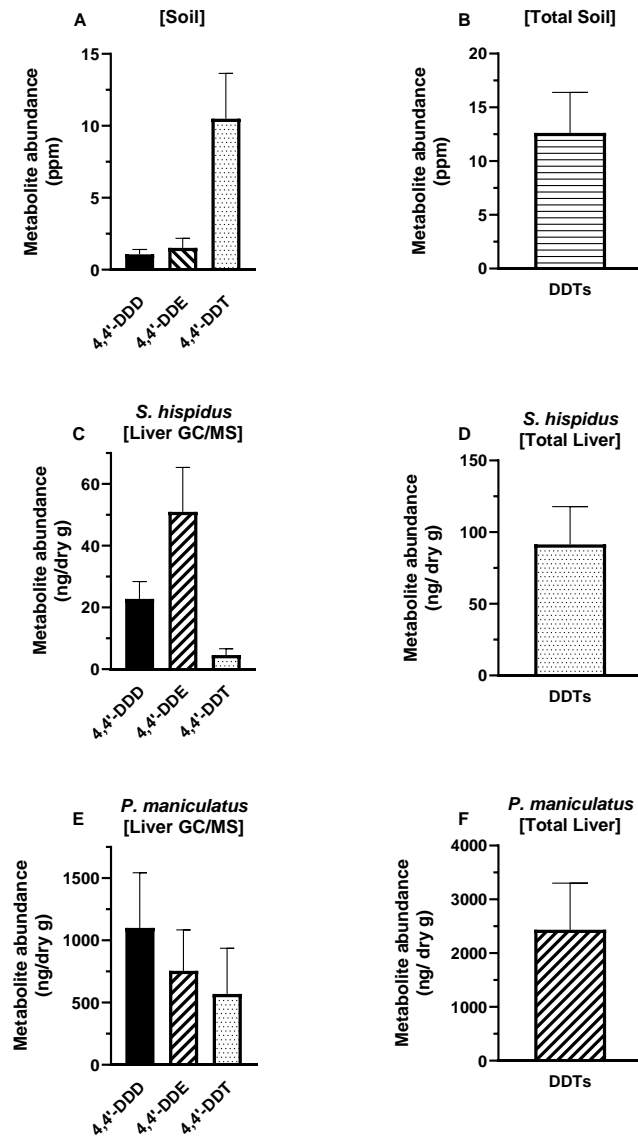 A
[Soil]
Metabolite abundance
(ppm)
15
10
5
0
4,4'-DDD
4,4'-DDE
4,4'-DDT
B
[Total Soil]
Metabolite abundance
(ppm)
20
15
12.5
10
5
2.5
0
DDTs
C
S. hispidus
[Liver GC/MS]
Metabolite abundance
(ng/dry g)
60
40
20
0
4,4'-DDD
4,4'-DDE
4,4'-DDT
D
S. hispidus
[Total Liver]
Metabolite abundance
(ng/ dry g)
150
100
50
0
DDTs
E
P. maniculatus
[Liver GC/MS]
Metabolite abundance
(ng/dry g)
1500
1000
500
0
4,4'-DDD
4,4'-DDE
4,4'-DDT
F
P. maniculatus
[Total Liver]
Metabolite abundance
(ng/ dry g)
4000
3000
2000
1000
0
DDTs